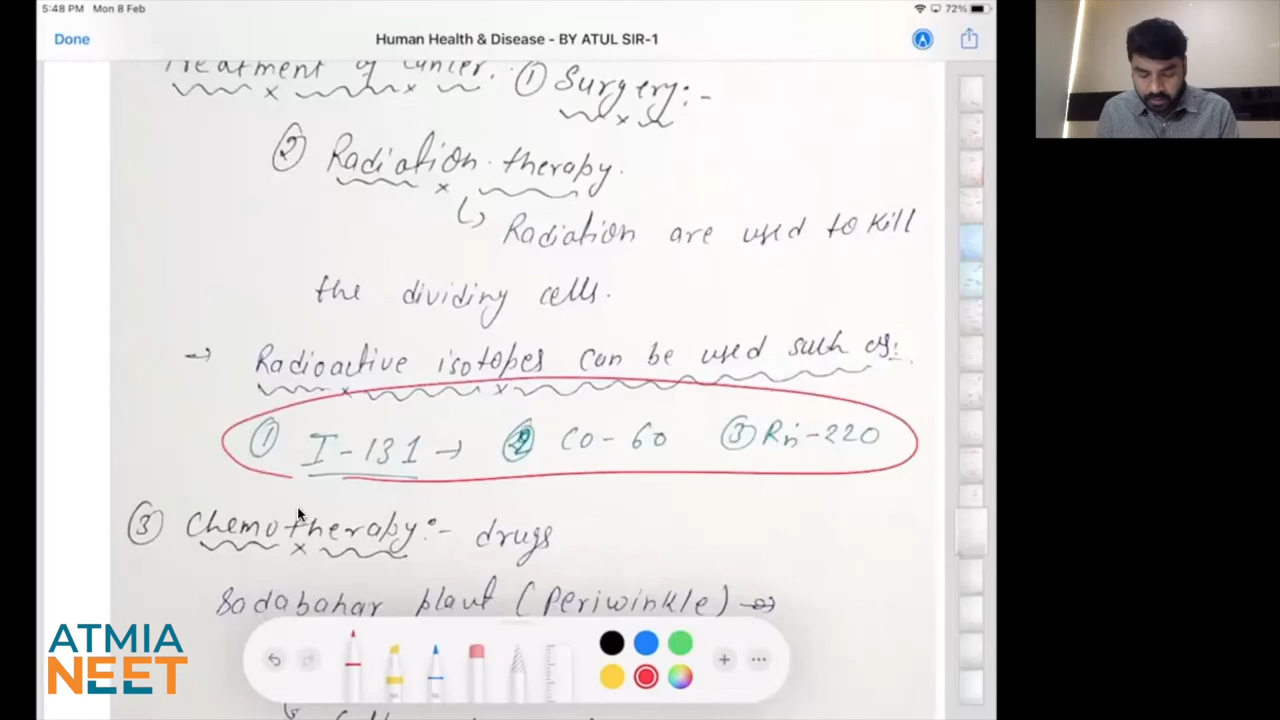 5:48 PM Mon 8 Feb
72%
Done
Human Health & Disease - BY ATUL SIR-1
Treatment of Cancer. ① Surgery:-
② Radiation therapy.
Radiation are used to kill
the dividing cells.
→ Radioactive isotopes can be used such as:
① I-131 → ② CO-60 ③ Rn-220
③ Chemotherapy:- drugs
Sadabahar plant (Periwinkle) →
ATMIA
NEET